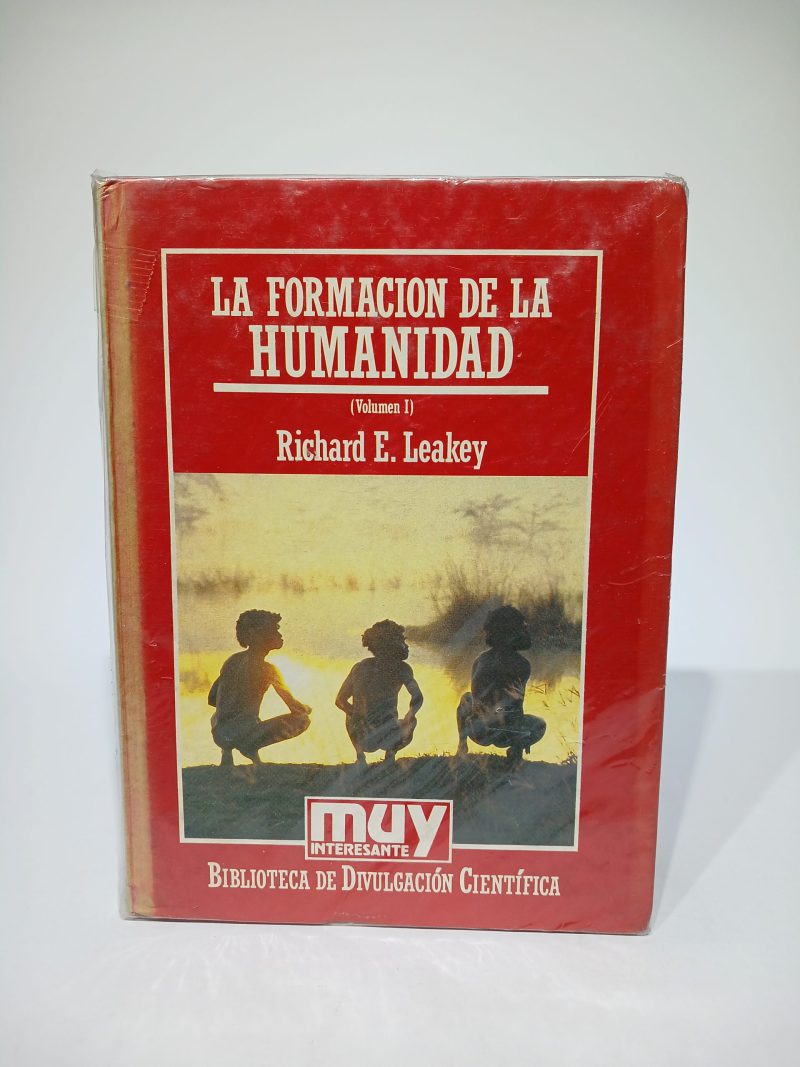 LA FORMACION DE LA
HUMANIDAD
(Volumen I)
Richard E. Leakey
muy
INTERESANTE
BIBLIOTECA DE DIVULGACIÓN CIENTÍFICA